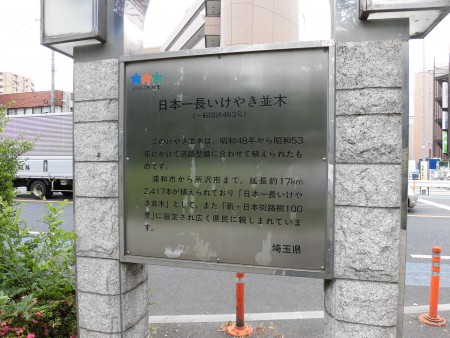 日本一長いけやき並木
(一般国道463号)
このけやき並木は、昭和48年から昭和53
年にかけて道路整備に合わせて植えられたも
のです。
浦和市から所沢市まで、延長約17km
2,417本が植えられており「日本一長いけや
き並木」として、また「新・日本街路樹100
景」に選定され広く県民に親しまれていま
す。
埼玉県